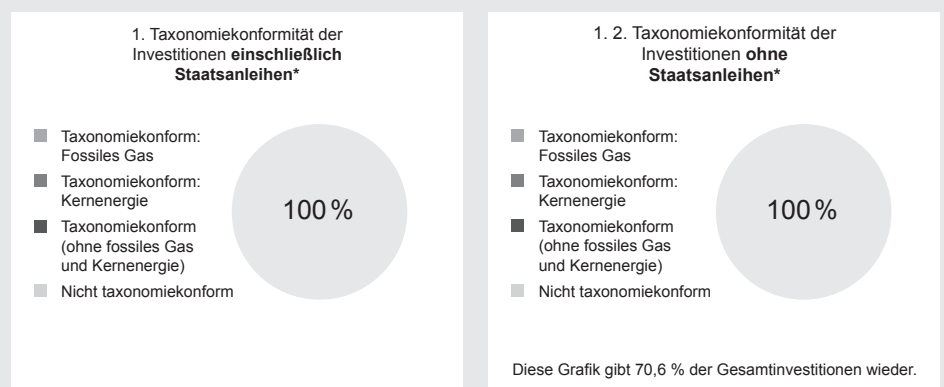 1. Taxonomiekonformität der
Investitionen einschließlich
Staatsanleihen*
Taxonomiekonform:
Fossiles Gas
Taxonomiekonform:
Kernenergie
Taxonomiekonform
(ohne fossiles Gas
und Kernenergie)
Nicht taxonomiekonform
100 %
1. 2. Taxonomiekonformität der
Investitionen ohne
Staatsanleihen*
Taxonomiekonform:
Fossiles Gas
Taxonomiekonform:
Kernenergie
Taxonomiekonform
(ohne fossiles Gas
und Kernenergie)
Nicht taxonomiekonform
100 %
Diese Grafik gibt 70,6 % der Gesamtinvestitionen wieder.